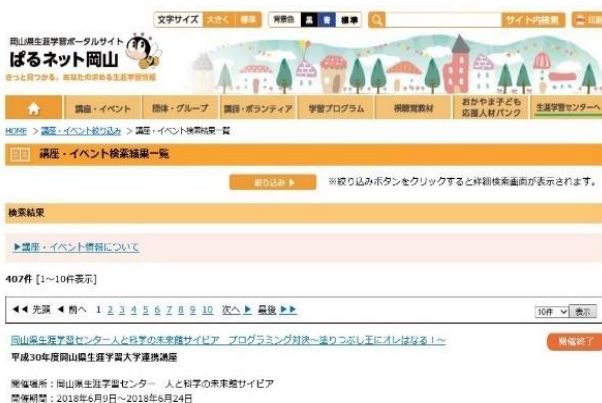 文字サイズ 大きく 標準 背景色 黒 青 標準 サイト内検索 印刷
岡山県生涯学習ポータルサイト
ぱるネット岡山
きっと見つかる、あなたの求める生涯学習情報
講座・イベント 団体・グループ 講師・ボランティア 学習プログラム 視聴覚教材 おかやま子ども応援人材バンク 生涯学習センターへ
HOME > 講座・イベント絞り込み > 講座・イベント検索結果一覧
講座・イベント検索結果一覧
絞り込み ▶ ※絞り込みボタンをクリックすると詳細検索画面が表示されます。
検索結果
▶講座・イベント情報について
407件 [1~10件表示]
◀◀ 先頭 ◀ 前へ 1 2 3 4 5 6 7 8 9 10 次へ ▶ 最後 ▶▶ 10件 表示
岡山県生涯学習センター人と科学の未来館サイピア プログラミング対決~塗りつぶし王にオレはなる!~ 開催終了
平成30年度岡山県生涯学習大学連携講座
開催場所:岡山県生涯学習センター 人と科学の未来館サイピア
開催期間:2018年6月9日~2018年6月24日